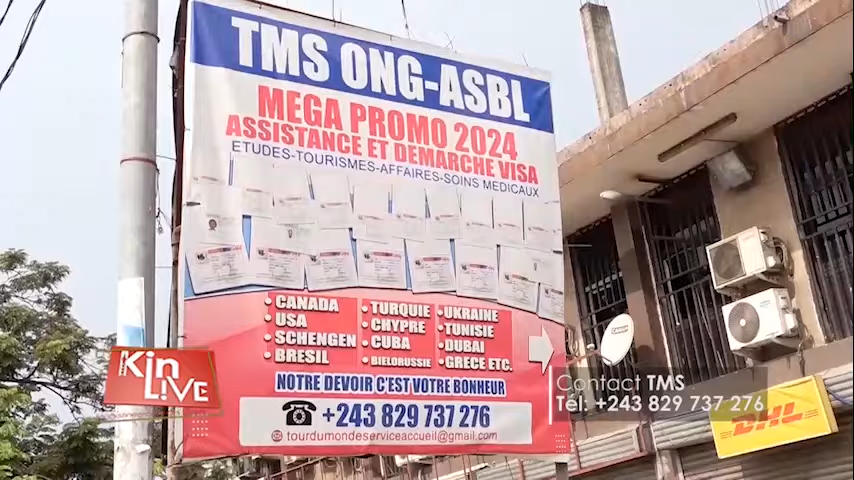 TMS ONG-ASBL
MEGA PROMO 2024
ASSISTANCE ET DEMARCHE VISA
ETUDES-TOURISMES-AFFAIRES-SOINS MEDICAUX
• CANADA
• USA
• SCHENGEN
• BRESIL
• TURQUIE
• CHYPRE
• CUBA
• BIELORUSSIE
• UKRAINE
• TUNISIE
• DUBAI
• GRECE ETC.
NOTRE DEVOIR C'EST VOTRE BONHEUR
+243 829 737 276
tourdumondeserviceaccueil@gmail.com
Kin
LIVE
Contact TMS
Tél: +243 829 737 276
DHL